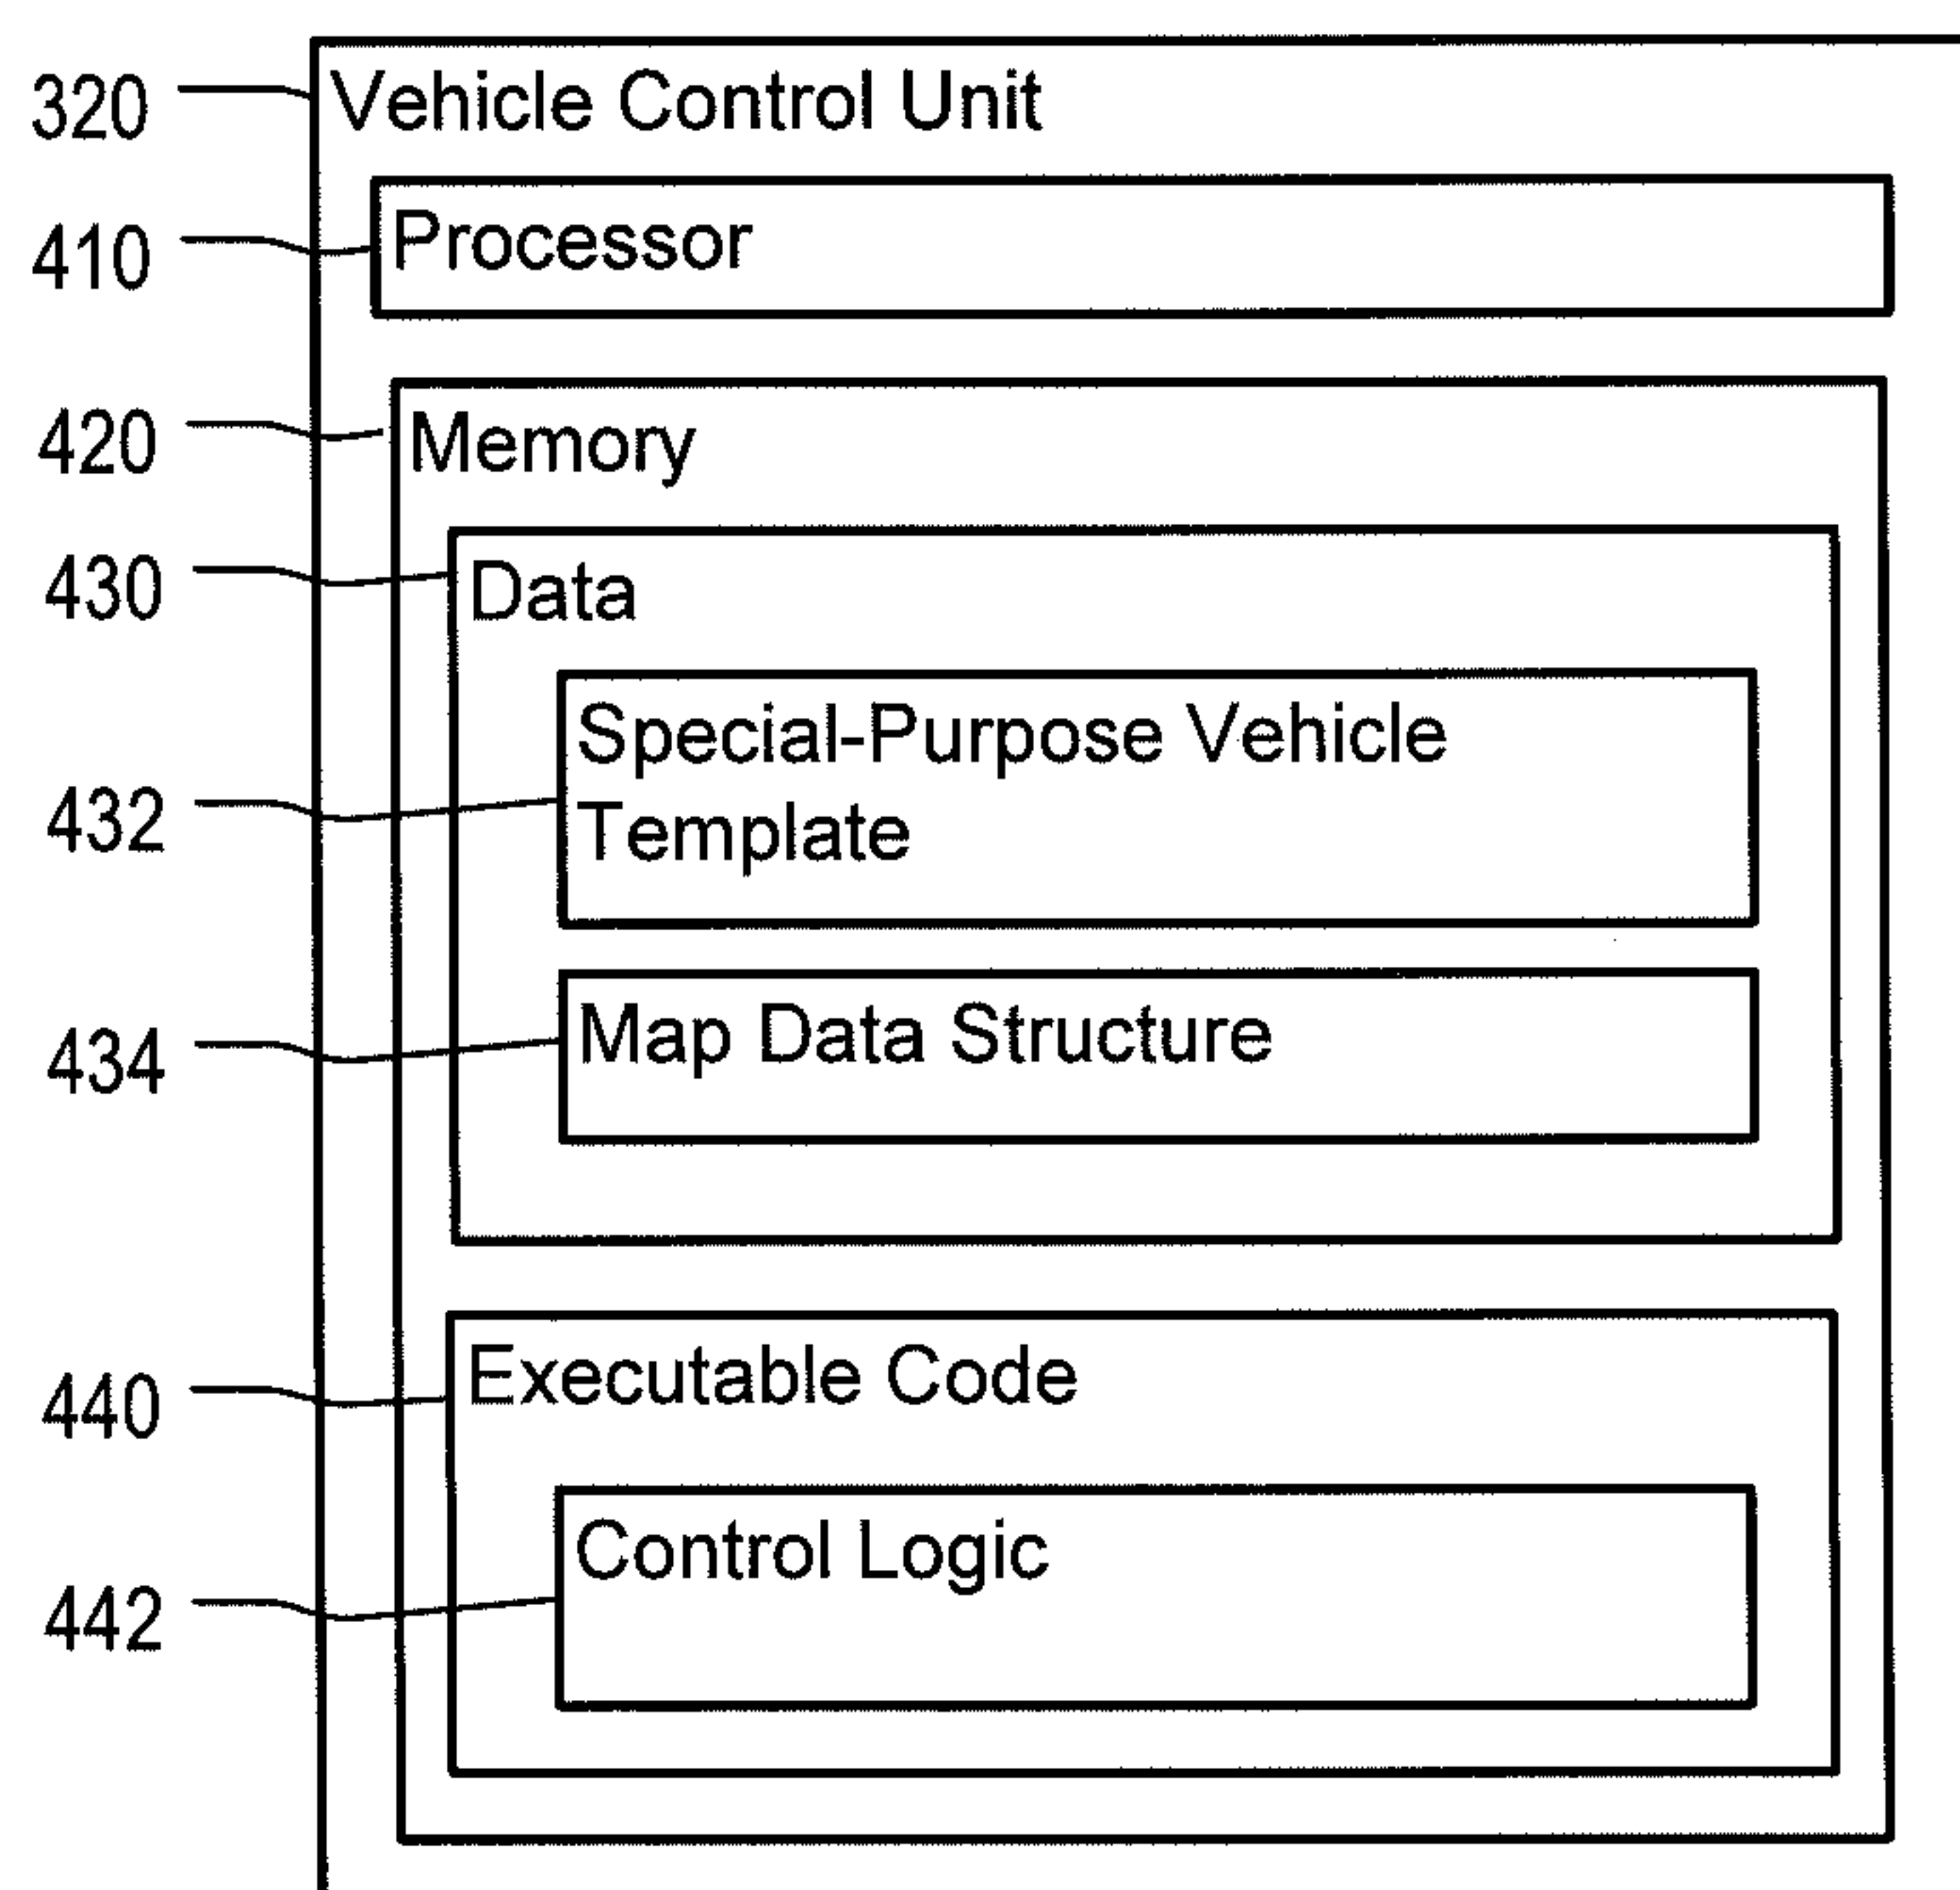 320 Vehicle Control Unit
410 Processor
420 Memory
430 Data
Special-Purpose Vehicle
432 Template
434 Map Data Structure
440 Executable Code
Control Logic
442